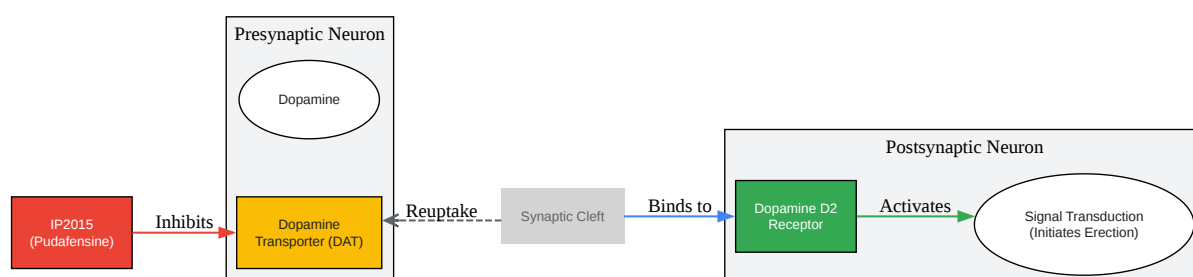 Presynaptic Neuron
Dopamine
Postsynaptic Neuron
IP2015
(Pudafensine)
Inhibits
Dopamine
Transporter (DAT)
Reuptake
Synaptic Cleft
Binds to
Dopamine D2
Receptor
Activates
Signal Transduction
(Initiates Erection)